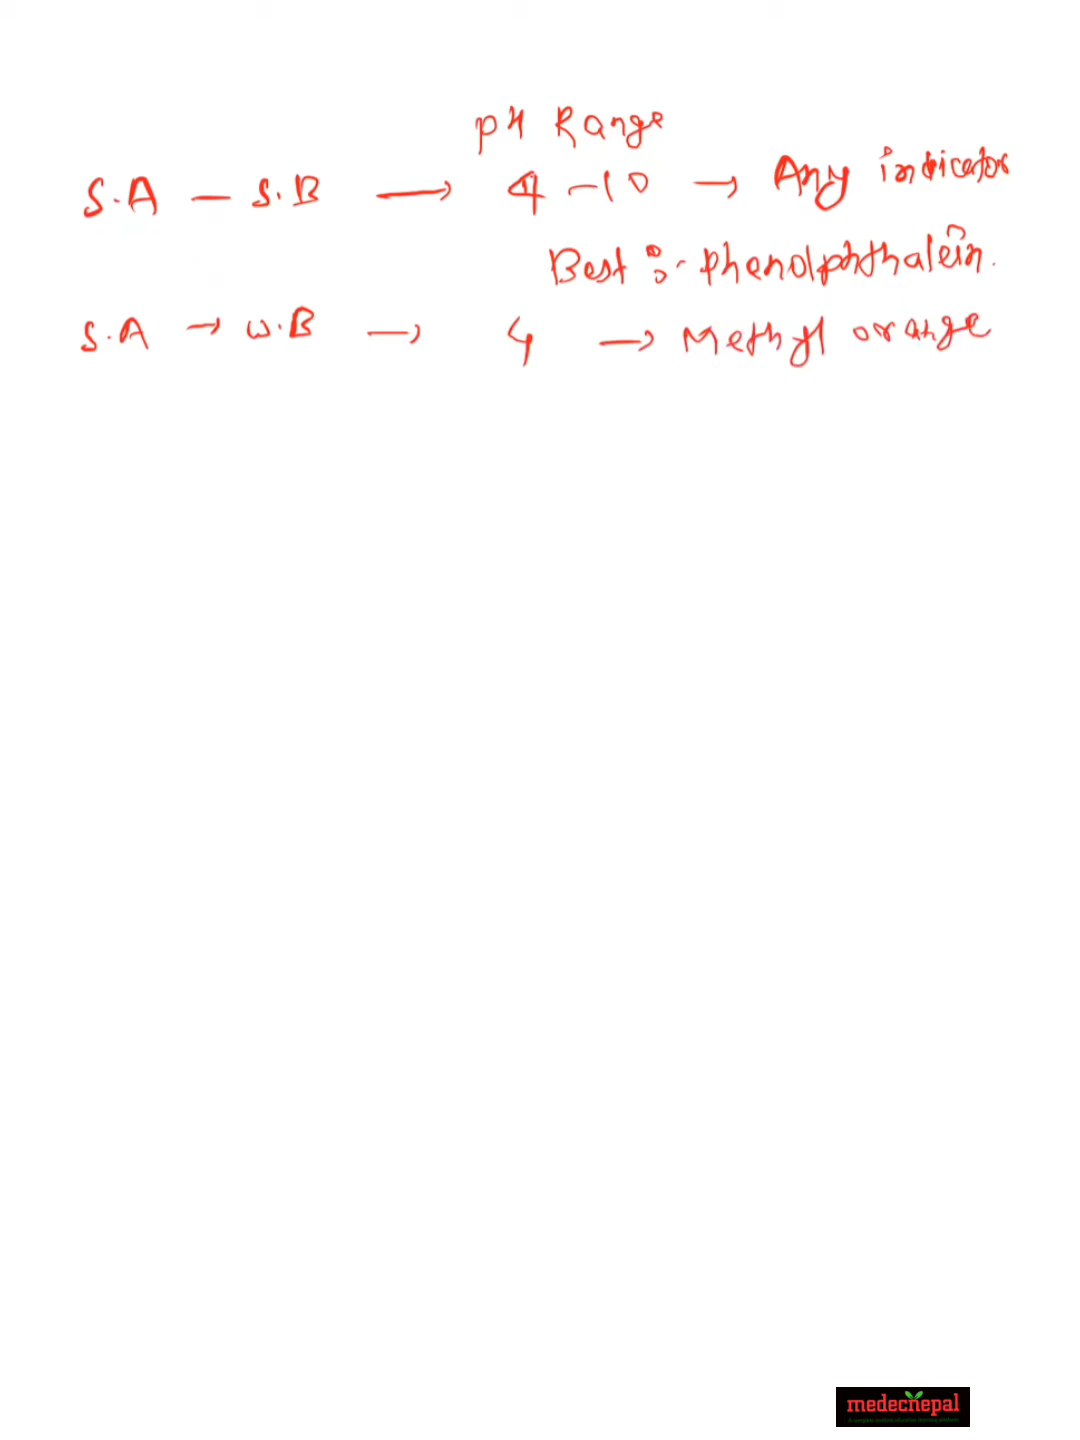 pH Range
S.A — S.B → 4 – 10 → Any indicator
Best :- phenolphthalein.
S.A → W.B → 4 → Methyl orange
medecnepal